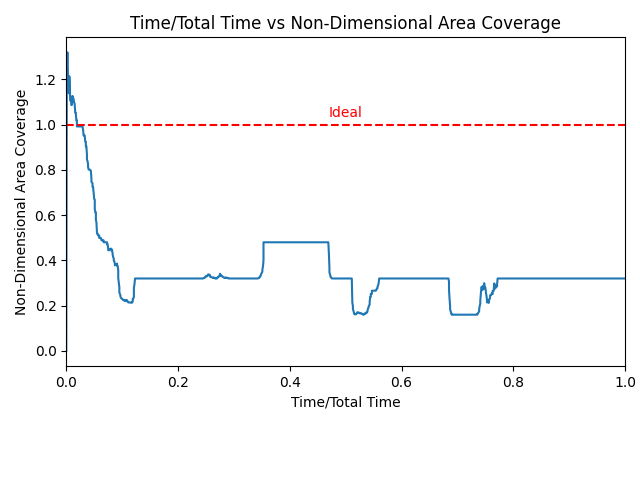 Time/Total Time vs Non-Dimensional Area Coverage
Non-Dimensional Area Coverage
1.2
1.0
0.8
0.6
0.4
0.2
0.0
Ideal
0.0 0.2 0.4 0.6 0.8 1.0
Time/Total Time